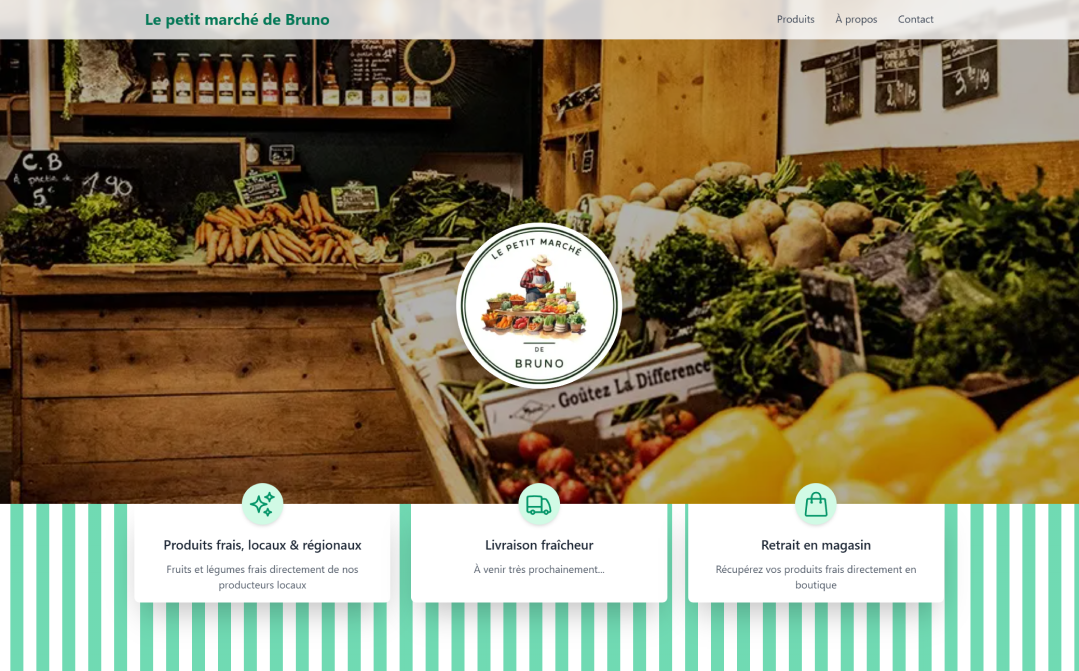 Le petit marché de Bruno
Produits
À propos
Contact
C.B
À partir de
5€
1,90
LE PETIT MARCHÉ
DE
BRUNO
Goûtez La Difference
Produits frais, locaux & régionaux
Fruits et légumes frais directement de nos
producteurs locaux
Livraison fraîcheur
À venir très prochainement...
Retrait en magasin
Récupérez vos produits frais directement en
boutique